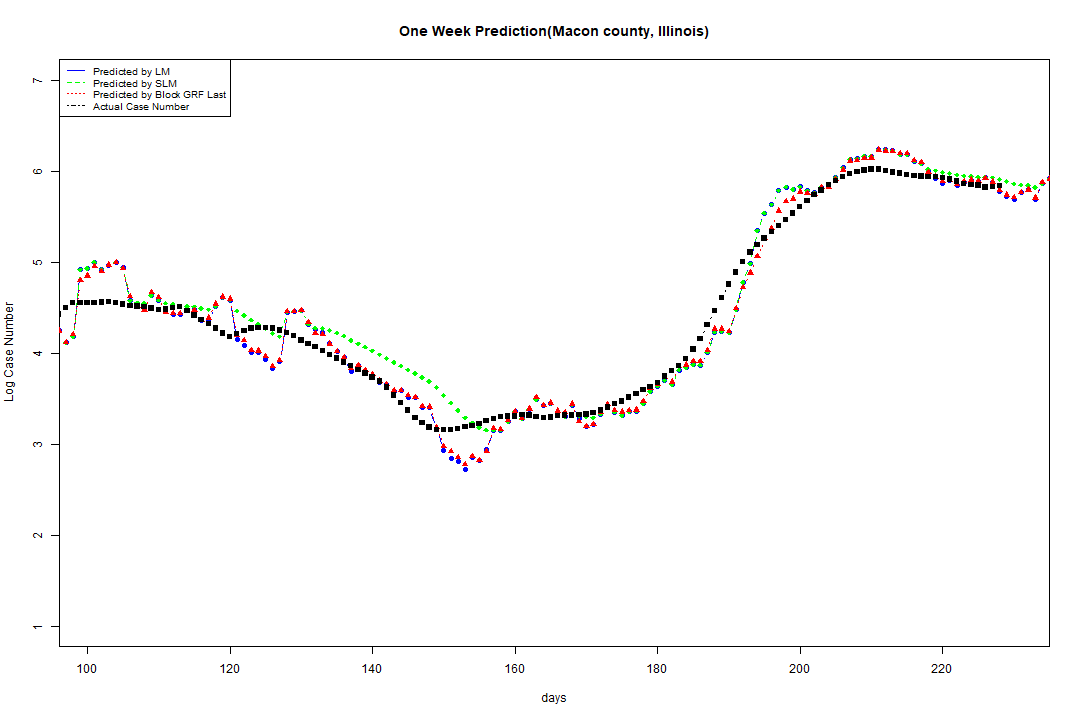 One Week Prediction(Macon county, Illinois)
Predicted by LM
Predicted by SLM
Predicted by Block GRF Last
Actual Case Number
7
6
5
4
3
2
1
Log Case Number
100 120 140 160 180 200 220
days